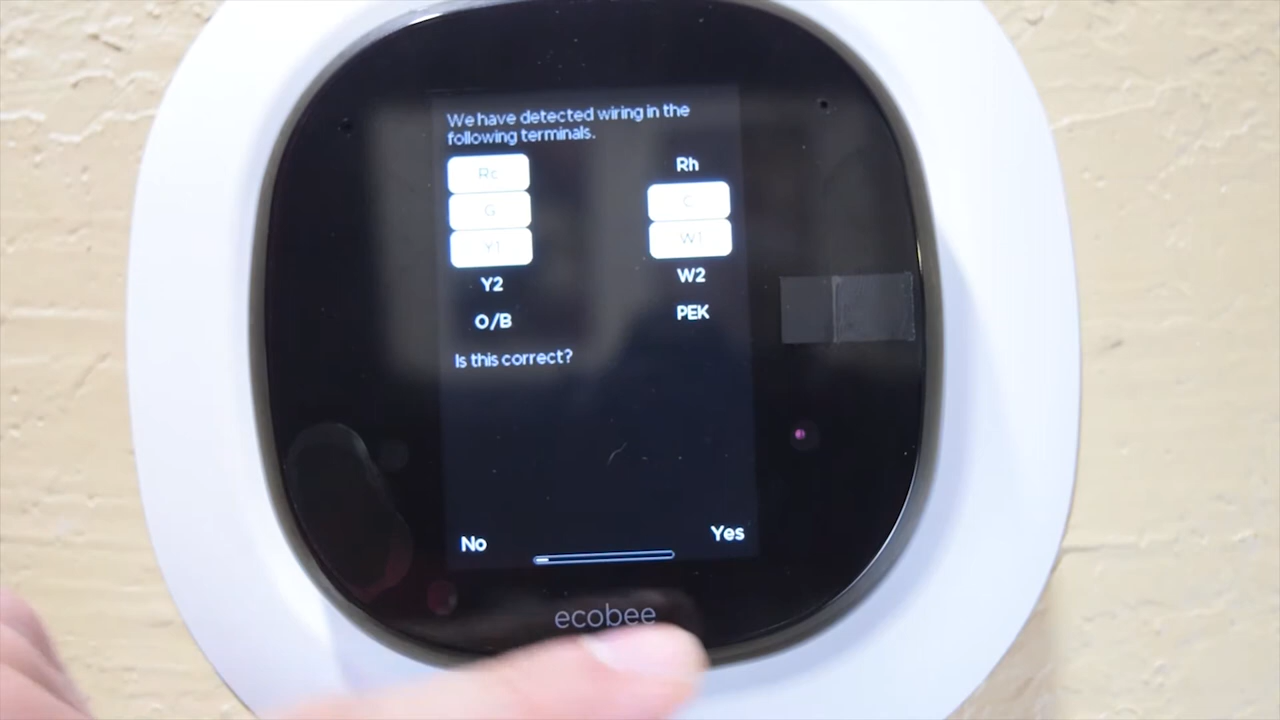 We have detected wiring in the
following terminals.
Rc
Rh
G
C
Y1
W1
Y2
W2
O/B
PEK
Is this correct?
No
Yes
ecobee